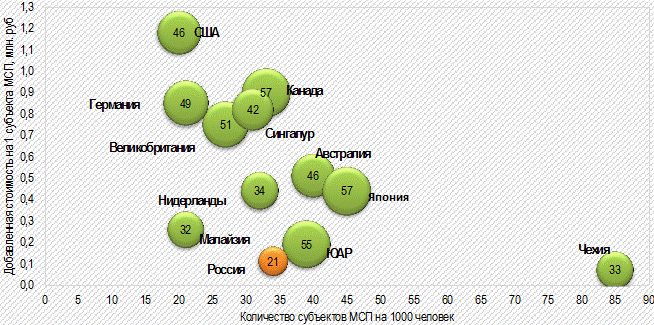 Добавленная стоимость на 1 субъекта МСП, млн. руб
1,3
1,2
1,1
1,0
0,9
0,8
0,7
0,6
0,5
0,4
0,3
0,2
0,1
0,0
46 США
57 Канада
Германия 49
42 Сингапур
Великобритания 51
46 Австралия
Нидерланды 34
57 Япония
32 Малайзия
55 ЮАР
Россия 21
Чехия 33
0 5 10 15 20 25 30 35 40 45 50 55 60 65 70 75 80 85 90
Количество субъектов МСП на 1000 человек